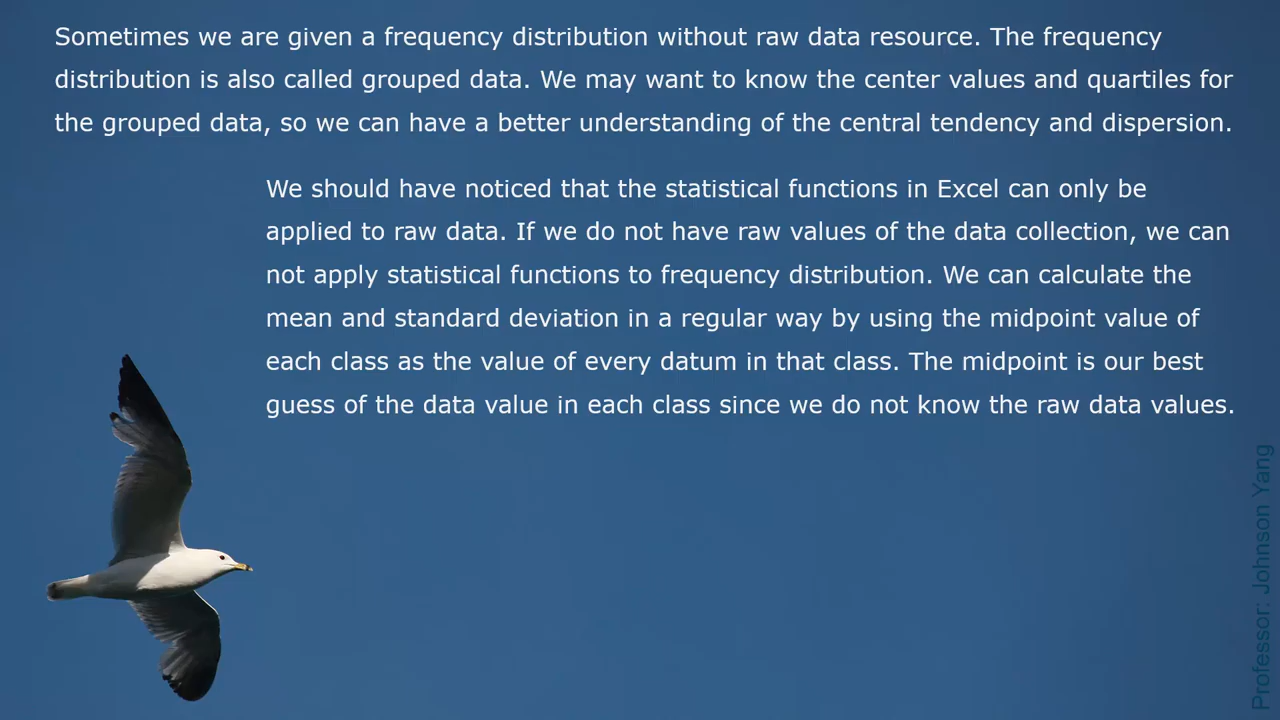 Sometimes we are given a frequency distribution without raw data resource. The frequency
distribution is also called grouped data. We may want to know the center values and quartiles for
the grouped data, so we can have a better understanding of the central tendency and dispersion.
We should have noticed that the statistical functions in Excel can only be
applied to raw data. If we do not have raw values of the data collection, we can
not apply statistical functions to frequency distribution. We can calculate the
mean and standard deviation in a regular way by using the midpoint value of
each class as the value of every datum in that class. The midpoint is our best
guess of the data value in each class since we do not know the raw data values.
Professor: Johnson Yang